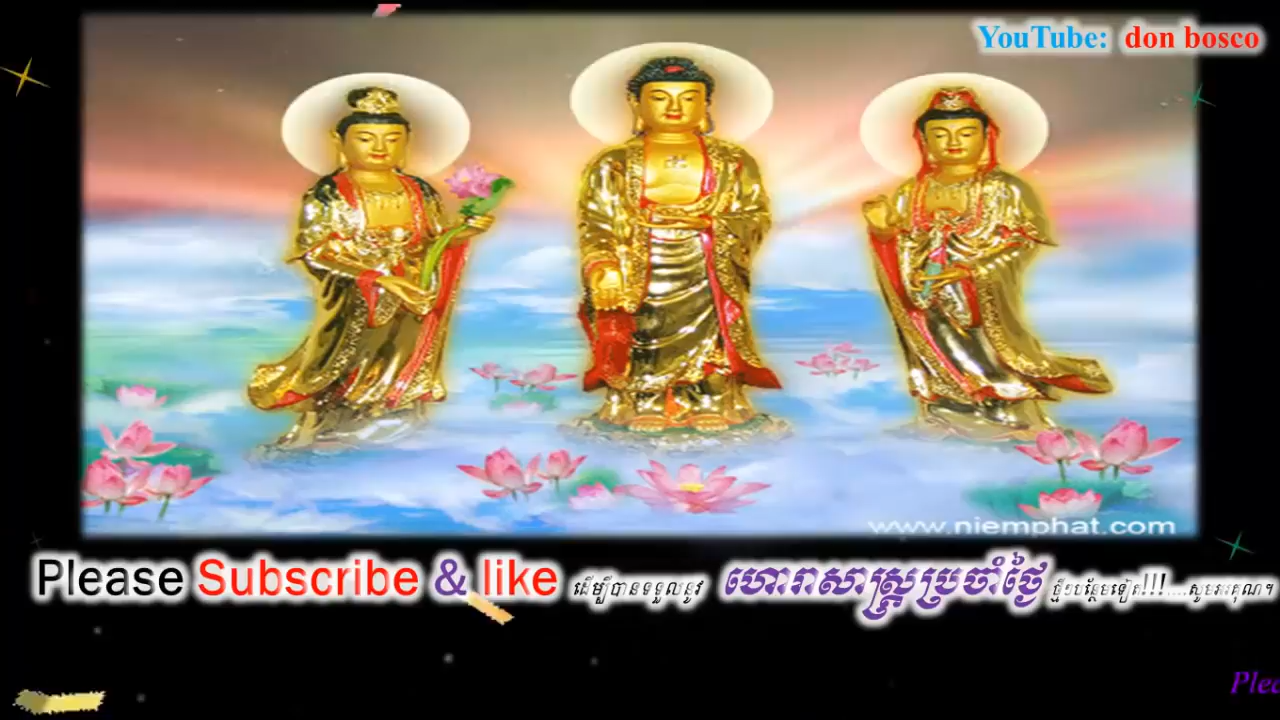 YouTube: don bosco
www.niemphat.com
Please Subscribe & like ដើម្បីបានទទួលនូវ ហោរាសាស្ត្រប្រចាំថ្ងៃ ថ្មីៗបន្ថែមទៀត!!!....សូមអរគុណ។